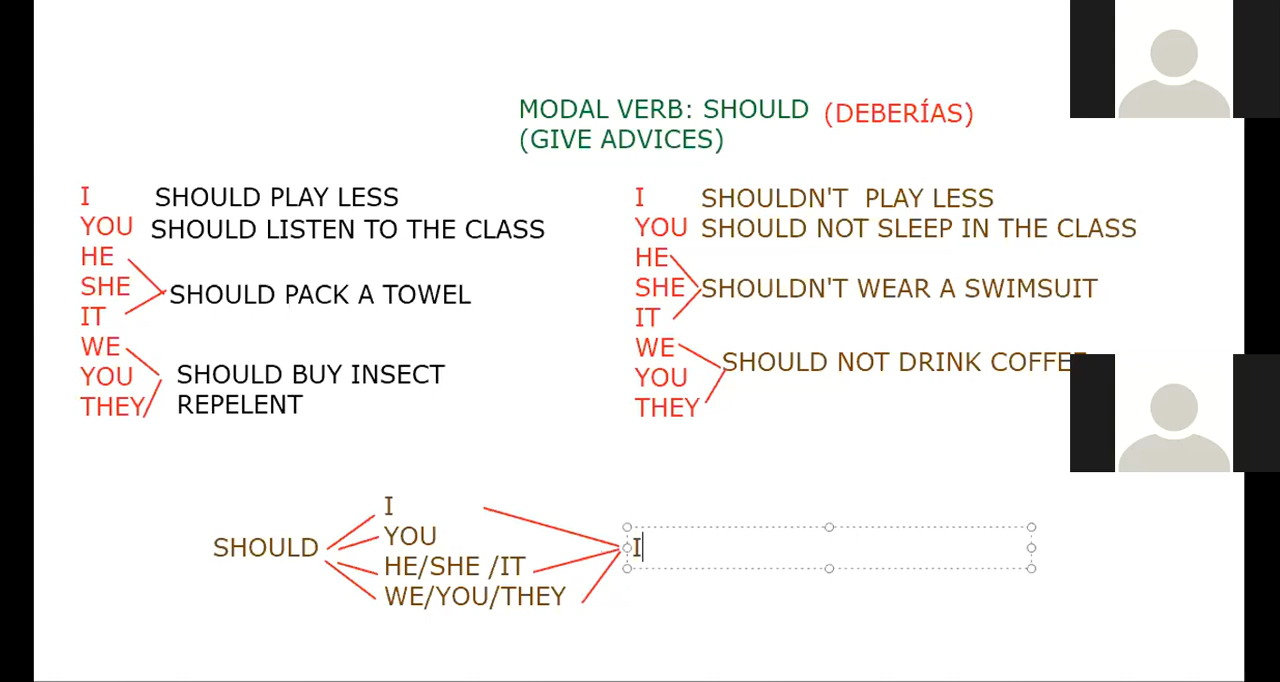 MODAL VERB: SHOULD (DEBERÍAS)
(GIVE ADVICES)
I SHOULD PLAY LESS
YOU SHOULD LISTEN TO THE CLASS
HE
SHE SHOULD PACK A TOWEL
IT
WE
YOU SHOULD BUY INSECT
THEY REPELENT
I SHOULDN'T PLAY LESS
YOU SHOULD NOT SLEEP IN THE CLASS
HE
SHE SHOULDN'T WEAR A SWIMSUIT
IT
WE SHOULD NOT DRINK COFFEE
YOU
THEY
I
YOU
SHOULD I
HE/SHE /IT
WE/YOU/THEY